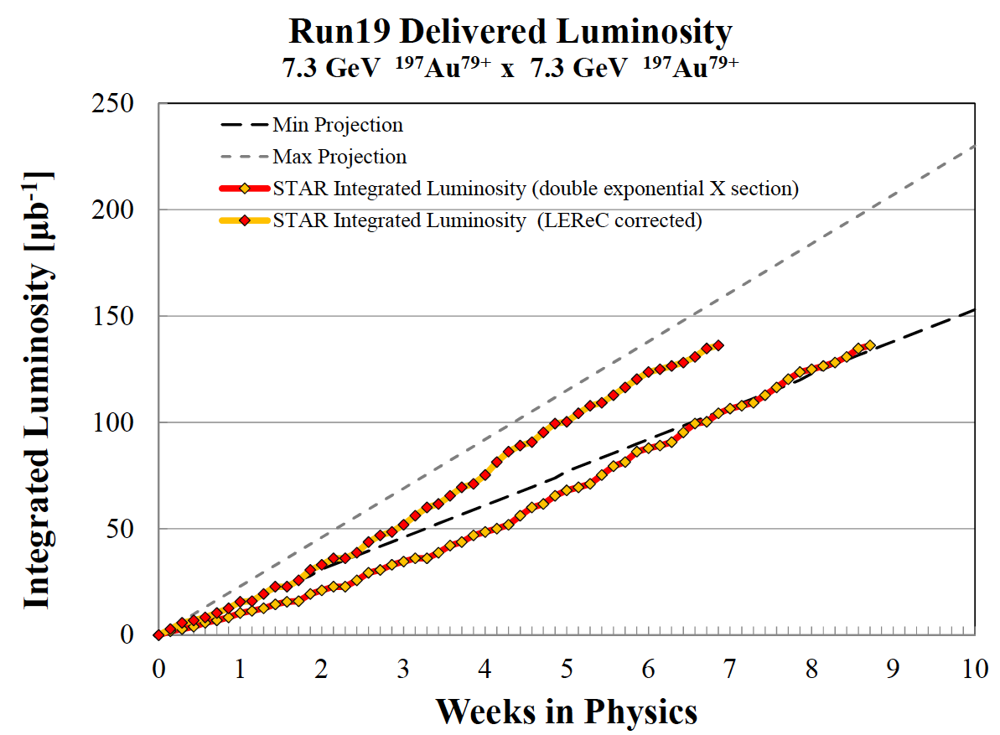 Run19 Delivered Luminosity
7.3 GeV ¹⁹⁷Au⁷⁹⁺ x 7.3 GeV ¹⁹⁷Au⁷⁹⁺
Integrated Luminosity [µb⁻¹]
250
200
150
100
50
0
Min Projection
Max Projection
STAR Integrated Luminosity (double exponential X section)
STAR Integrated Luminosity (LEReC corrected)
0 1 2 3 4 5 6 7 8 9 10
Weeks in Physics